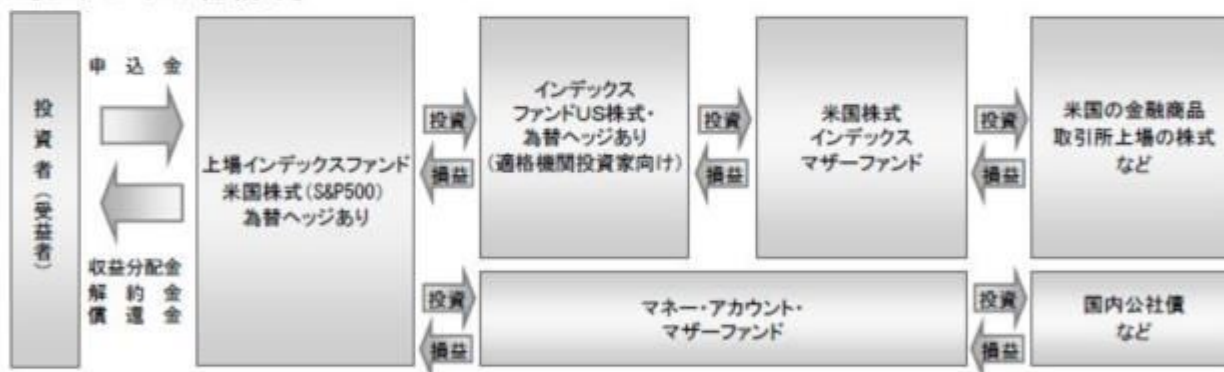 投資者(受益者)
申込金
収益分配金
解約金
償還金
上場インデックスファンド
米国株式(S&P500)
為替ヘッジあり
投資
損益
インデックス
ファンドUS株式・
為替ヘッジあり
(適格機関投資家向け)
投資
損益
米国株式
インデックス
マザーファンド
投資
損益
米国の金融商品
取引所上場の株式
など
投資
損益
マネー・アカウント・
マザーファンド
投資
損益
国内公社債
など